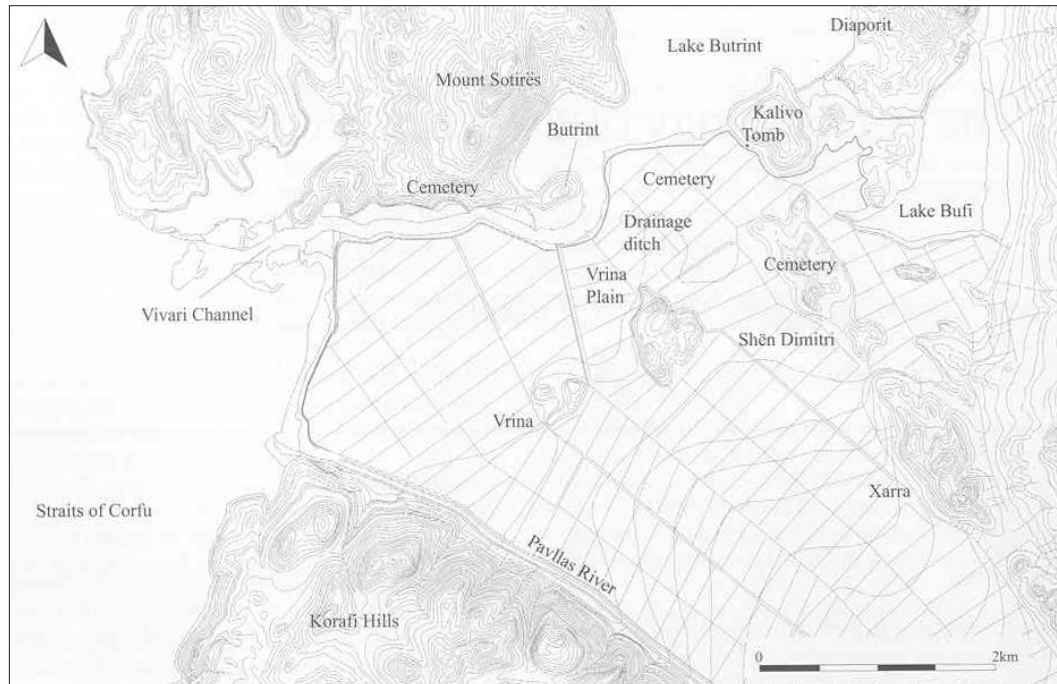 Diaporit
Lake Butrint
Mount Sotirës
Kalivo
Tomb
Butrint
Cemetery
Cemetery
Lake Bufi
Drainage
ditch
Cemetery
Vrina
Plain
Vivari Channel
Shën Dimitri
Vrina
Xarra
Straits of Corfu
Pavllas River
Korafi Hills
0
2km